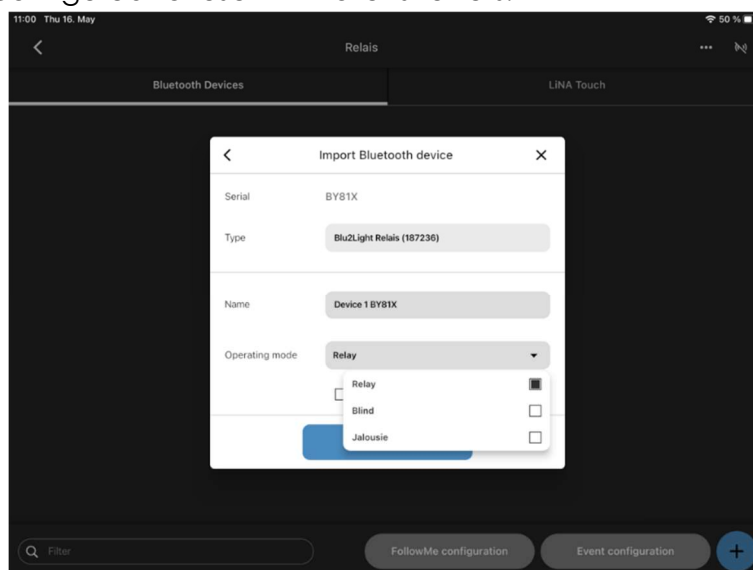 11:00 Thu 16. May
50 %
Relais
Bluetooth Devices
LiNA Touch
Import Bluetooth device
Serial
BY81X
Type
Blu2Light Relais (187236)
Name
Device 1 BY81X
Operating mode
Relay
Relay
Blind
Jalousie
Filter
FollowMe configuration
Event configuration